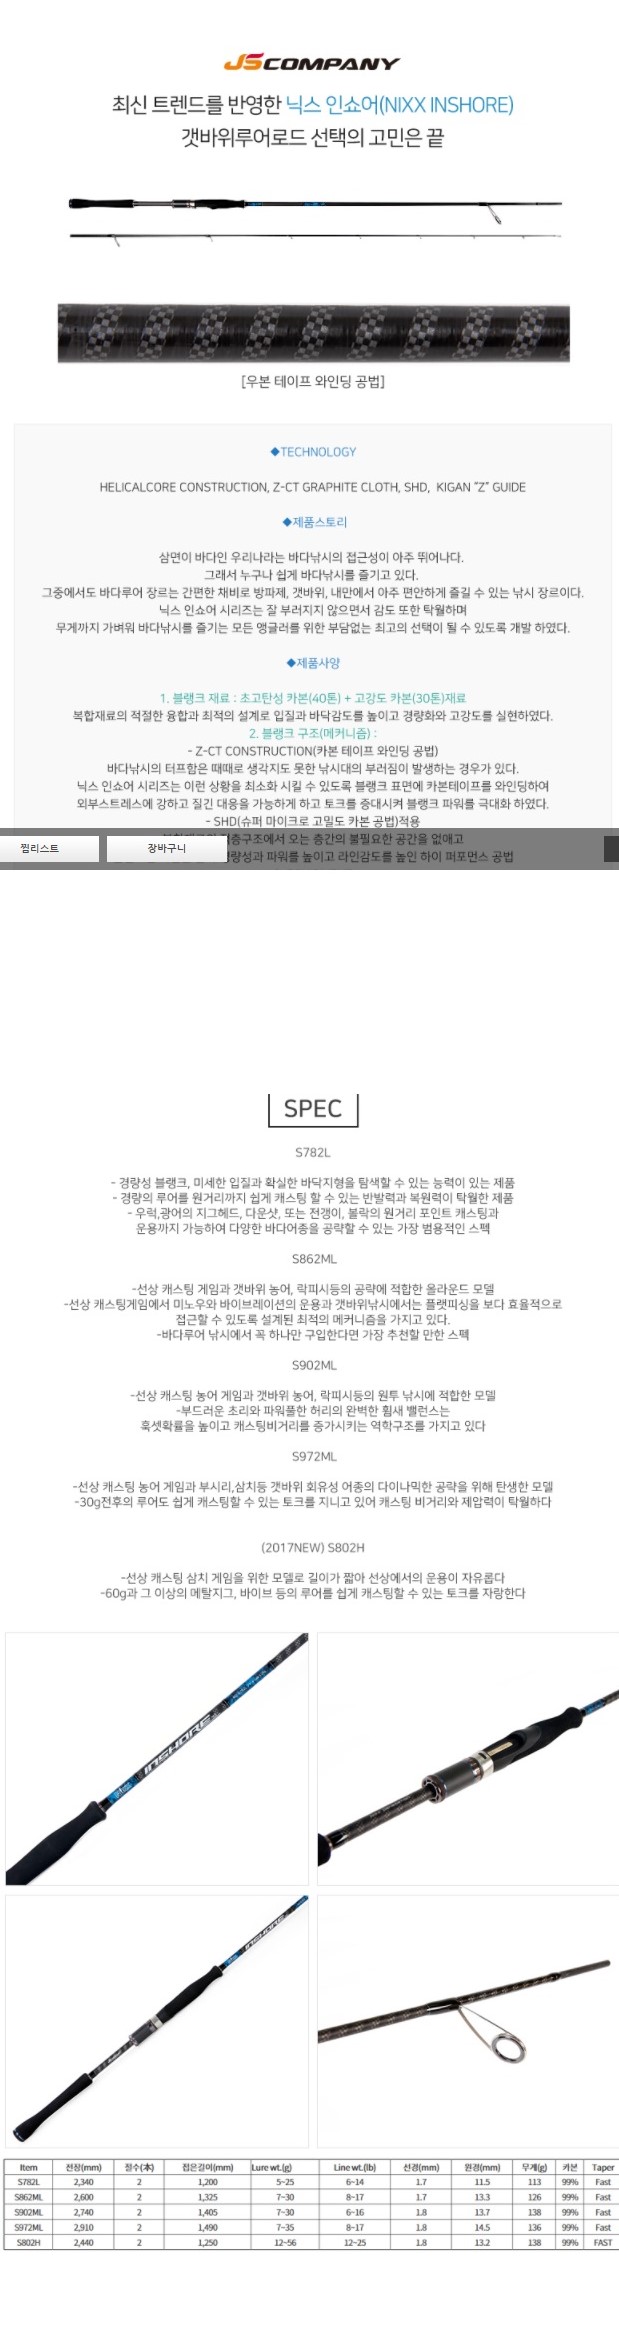 JSCOMPANY
최신 트렌드를 반영한 닉스 인쇼어(NIXX INSHORE)
갯바위루어로드 선택의 고민은 끝
[우본 테이프 와인딩 공법]
◆TECHNOLOGY
HELICALCORE CONSTRUCTION, Z-CT GRAPHITE CLOTH, SHD, KIGAN "Z" GUIDE
◆제품스토리
삼면이 바다인 우리나라는 바다낚시의 접근성이 아주 뛰어나다.
그래서 누구나 쉽게 바다낚시를 즐기고 있다.
그중에서도 바다루어 장르는 간편한 채비로 방파제, 갯바위, 내만에서 아주 편안하게 즐길 수 있는 낚시 장르이다.
닉스 인쇼어 시리즈는 잘 부러지지 않으면서 감도 또한 탁월하며
무게까지 가벼워 바다낚시를 즐기는 모든 앵글러를 위한 부담없는 최고의 선택이 될 수 있도록 개발 하였다.
◆제품사양
1. 블랭크 재료 : 초고탄성 카본(40톤) + 고강도 카본(30톤)재료
복합재료의 적절한 융합과 최적의 설계로 입질과 바닥감도를 높이고 경량화와 고강도를 실현하였다.
2. 블랭크 구조(메커니즘) :
- Z-CT CONSTRUCTION(카본 테이프 와인딩 공법)
바다낚시의 터프함은 때때로 생각지도 못한 낚시대의 부러짐이 발생하는 경우가 있다.
닉스 인쇼어 시리즈는 이런 상황을 최소화 시킬 수 있도록 블랭크 표면에 카본테이프를 와인딩하여
외부스트레스에 강하고 질긴 대응을 가능하게 하고 토크를 증대시켜 블랭크 파워를 극대화 하였다.
- SHD(슈퍼 마이크로 고밀도 카본 공법)적용
층구조에서 오는 층간의 불필요한 공간을 없애고
찜리스트 장바구니 경량성과 파워를 높이고 라인감도를 높인 하이 퍼포먼스 공법
SPEC
S782L
- 경량성 블랭크, 미세한 입질과 확실한 바닥지형을 탐색할 수 있는 능력이 있는 제품
- 경량의 루어를 원거리까지 쉽게 캐스팅 할 수 있는 반발력과 복원력이 탁월한 제품
- 우럭,광어의 지그헤드, 다운샷, 또는 전갱이, 볼락의 원거리 포인트 캐스팅과
운용까지 가능하여 다양한 바다어종을 공략할 수 있는 가장 범용적인 스펙
S862ML
-선상 캐스팅 게임과 갯바위 농어, 락피시등의 공략에 적합한 올라운드 모델
-선상 캐스팅게임에서 미노우와 바이브레이션의 운용과 갯바위낚시에서는 플랫피싱을 보다 효율적으로
접근할 수 있도록 설계된 최적의 메커니즘을 가지고 있다.
-바다루어 낚시에서 꼭 하나만 구입한다면 가장 추천할 만한 스펙
S902ML
-선상 캐스팅 농어 게임과 갯바위 농어, 락피시등의 원투 낚시에 적합한 모델
-부드러운 초리와 파워풀한 허리의 완벽한 휨새 밸런스는
훅셋확률을 높이고 캐스팅비거리를 증가시키는 역학구조를 가지고 있다
S972ML
-선상 캐스팅 농어 게임과 부시리,삼치등 갯바위 회유성 어종의 다이나믹한 공략을 위해 탄생한 모델
-30g전후의 루어도 쉽게 캐스팅할 수 있는 토크를 지니고 있어 캐스팅 비거리와 제압력이 탁월하다
(2017NEW) S802H
-선상 캐스팅 삼치 게임을 위한 모델로 길이가 짧아 선상에서의 운용이 자유롭다
-60g과 그 이상의 메탈지그, 바이브 등의 루어를 쉽게 캐스팅할 수 있는 토크를 자랑한다
INSHORE
INSHORE
Item 전장(mm) 절수(本) 접은길이(mm) Lure wt.(g) Line wt.(lb) 선경(mm) 원경(mm) 무게(g) 카본 Taper
S782L 2,340 2 1,200 5~25 6~14 1.7 11.5 113 99% Fast
S862ML 2,600 2 1,325 7~30 8~17 1.7 13.3 126 99% Fast
S902ML 2,740 2 1,405 7~30 6~16 1.8 13.7 138 99% Fast
S972ML 2,910 2 1,490 7~35 8~17 1.8 14.5 136 99% Fast
S802H 2,440 2 1,250 12~56 12~25 1.8 13.2 138 99% FAST